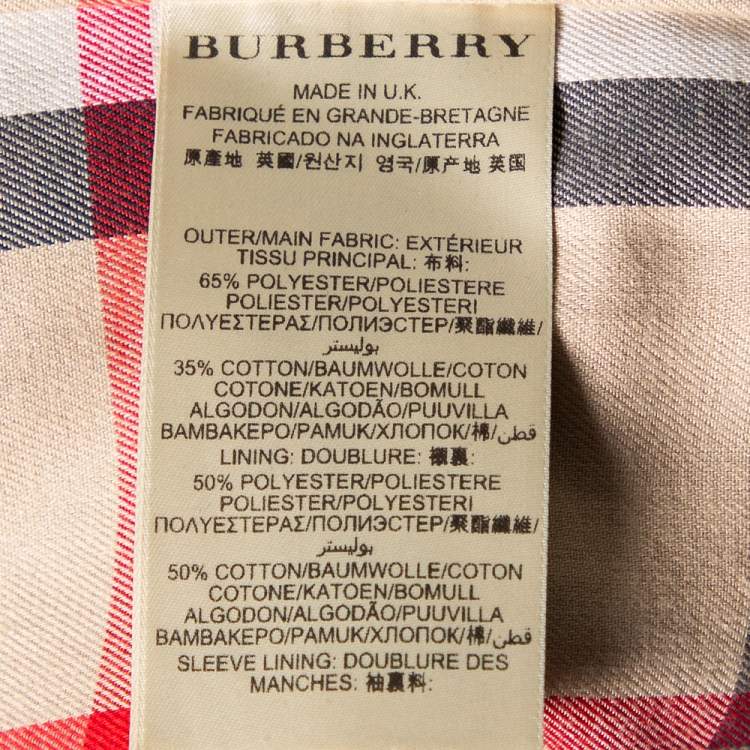 BURBERRY
MADE IN U.K.
FABRIQUÉ EN GRANDE-BRETAGNE
FABRICADO NA INGLATERRA
原產地 英國/원산지 영국/原产地 英国
OUTER/MAIN FABRIC: EXTÉRIEUR
TISSU PRINCIPAL: 布料:
65% POLYESTER/POLIESTERE
POLIESTER/POLYESTERI
ΠΟΛΥΕΣΤΕΡΑΣ/ПОЛИЭСТЕР/聚酯纖維/
بوليستر
35% COTTON/BAUMWOLLE/COTON
COTONE/KATOEN/BOMULL
ALGODON/ALGODÃO/PUUVILLA
ΒΑΜΒΑΚΕΡΟ/PAMUK/ХЛОПОК/棉/قطن
LINING: DOUBLURE: 襯裏:
50% POLYESTER/POLIESTERE
POLIESTER/POLYESTERI
ΠΟΛΥΕΣΤΕΡΑΣ/ПОЛИЭСТЕР/聚酯纖維/
بوليستر
50% COTTON/BAUMWOLLE/COTON
COTONE/KATOEN/BOMULL
ALGODON/ALGODÃO/PUUVILLA
ΒΑΜΒΑΚΕΡΟ/PAMUK/ХЛОПОК/棉/قطن
SLEEVE LINING: DOUBLURE DES
MANCHES: 袖裏料: